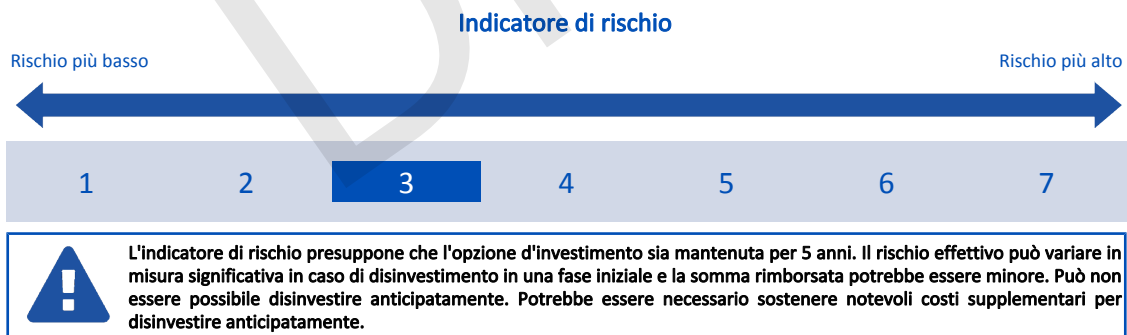 Indicatore di rischio
Rischio più basso
Rischio più alto
1 2 3 4 5 6 7
L'indicatore di rischio presuppone che l'opzione d'investimento sia mantenuta per 5 anni. Il rischio effettivo può variare in
misura significativa in caso di disinvestimento in una fase iniziale e la somma rimborsata potrebbe essere minore. Può non
essere possibile disinvestire anticipatamente. Potrebbe essere necessario sostenere notevoli costi supplementari per
disinvestire anticipatamente.